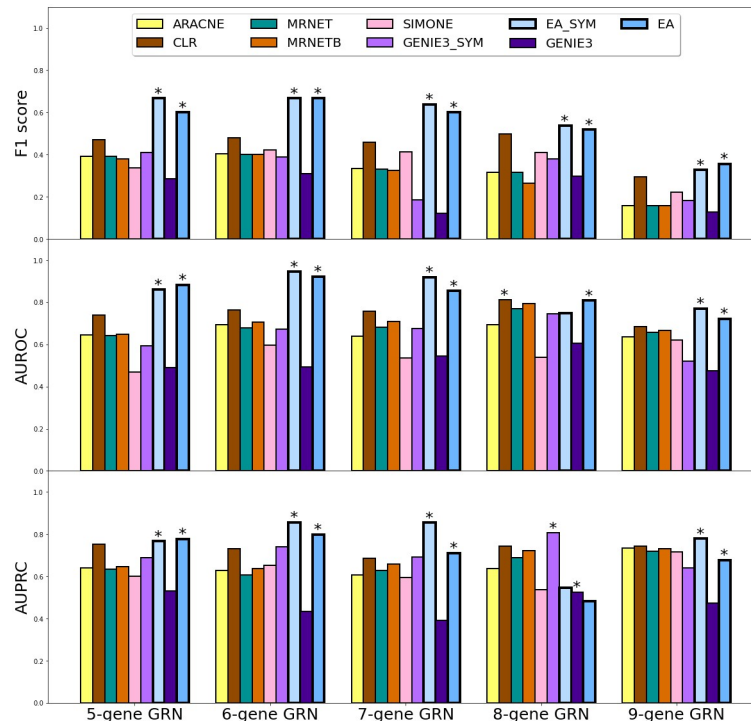 ARACNE MRNET SIMONE EA_SYM EA
CLR MRNETB GENIE3_SYM GENIE3
F1 score
1.0
0.8
0.6
0.4
0.2
0.0
* * * * * * * * * *
AUROC
1.0
0.8
0.6
0.4
0.2
0.0
* * * * * * * * * *
AUPRC
1.0
0.8
0.6
0.4
0.2
0.0
* * * * * * * * * *
5-gene GRN 6-gene GRN 7-gene GRN 8-gene GRN 9-gene GRN